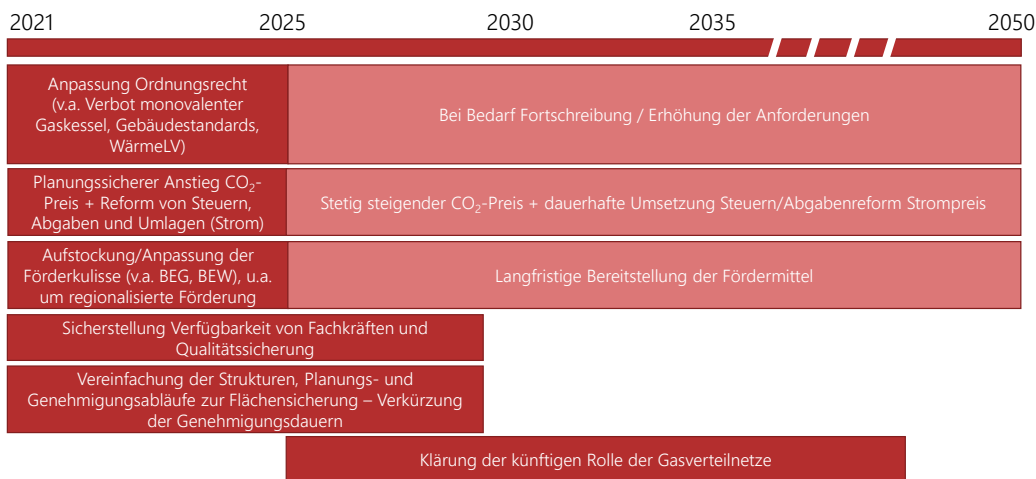 2021 2025 2030 2035 2050
Anpassung Ordnungsrecht
(v.a. Verbot monovalenter
Gaskessel, Gebäudestandards,
WärmeLV)
Bei Bedarf Fortschreibung / Erhöhung der Anforderungen
Planungssicherer Anstieg CO₂-
Preis + Reform von Steuern,
Abgaben und Umlagen (Strom)
Stetig steigender CO₂-Preis + dauerhafte Umsetzung Steuern/Abgabenreform Strompreis
Aufstockung/Anpassung der
Förderkulisse (v.a. BEG, BEW), u.a.
um regionalisierte Förderung
Langfristige Bereitstellung der Fördermittel
Sicherstellung Verfügbarkeit von Fachkräften und
Qualitätssicherung
Vereinfachung der Strukturen, Planungs- und
Genehmigungsabläufe zur Flächensicherung – Verkürzung
der Genehmigungsdauern
Klärung der künftigen Rolle der Gasverteilnetze